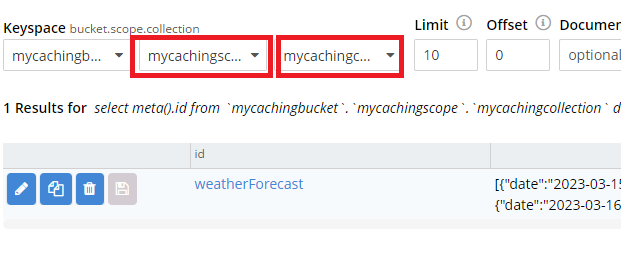 Keyspace bucket.scope.collection Limit Offset Documen
mycachingb... mycachingsc... mycachingc... 10 0 optional
1 Results for select meta().id from `mycachingbucket`.`mycachingscope`.`mycachingcollection` d
id
weatherForecast [{"date":"2023-03-15
{"date":"2023-03-16